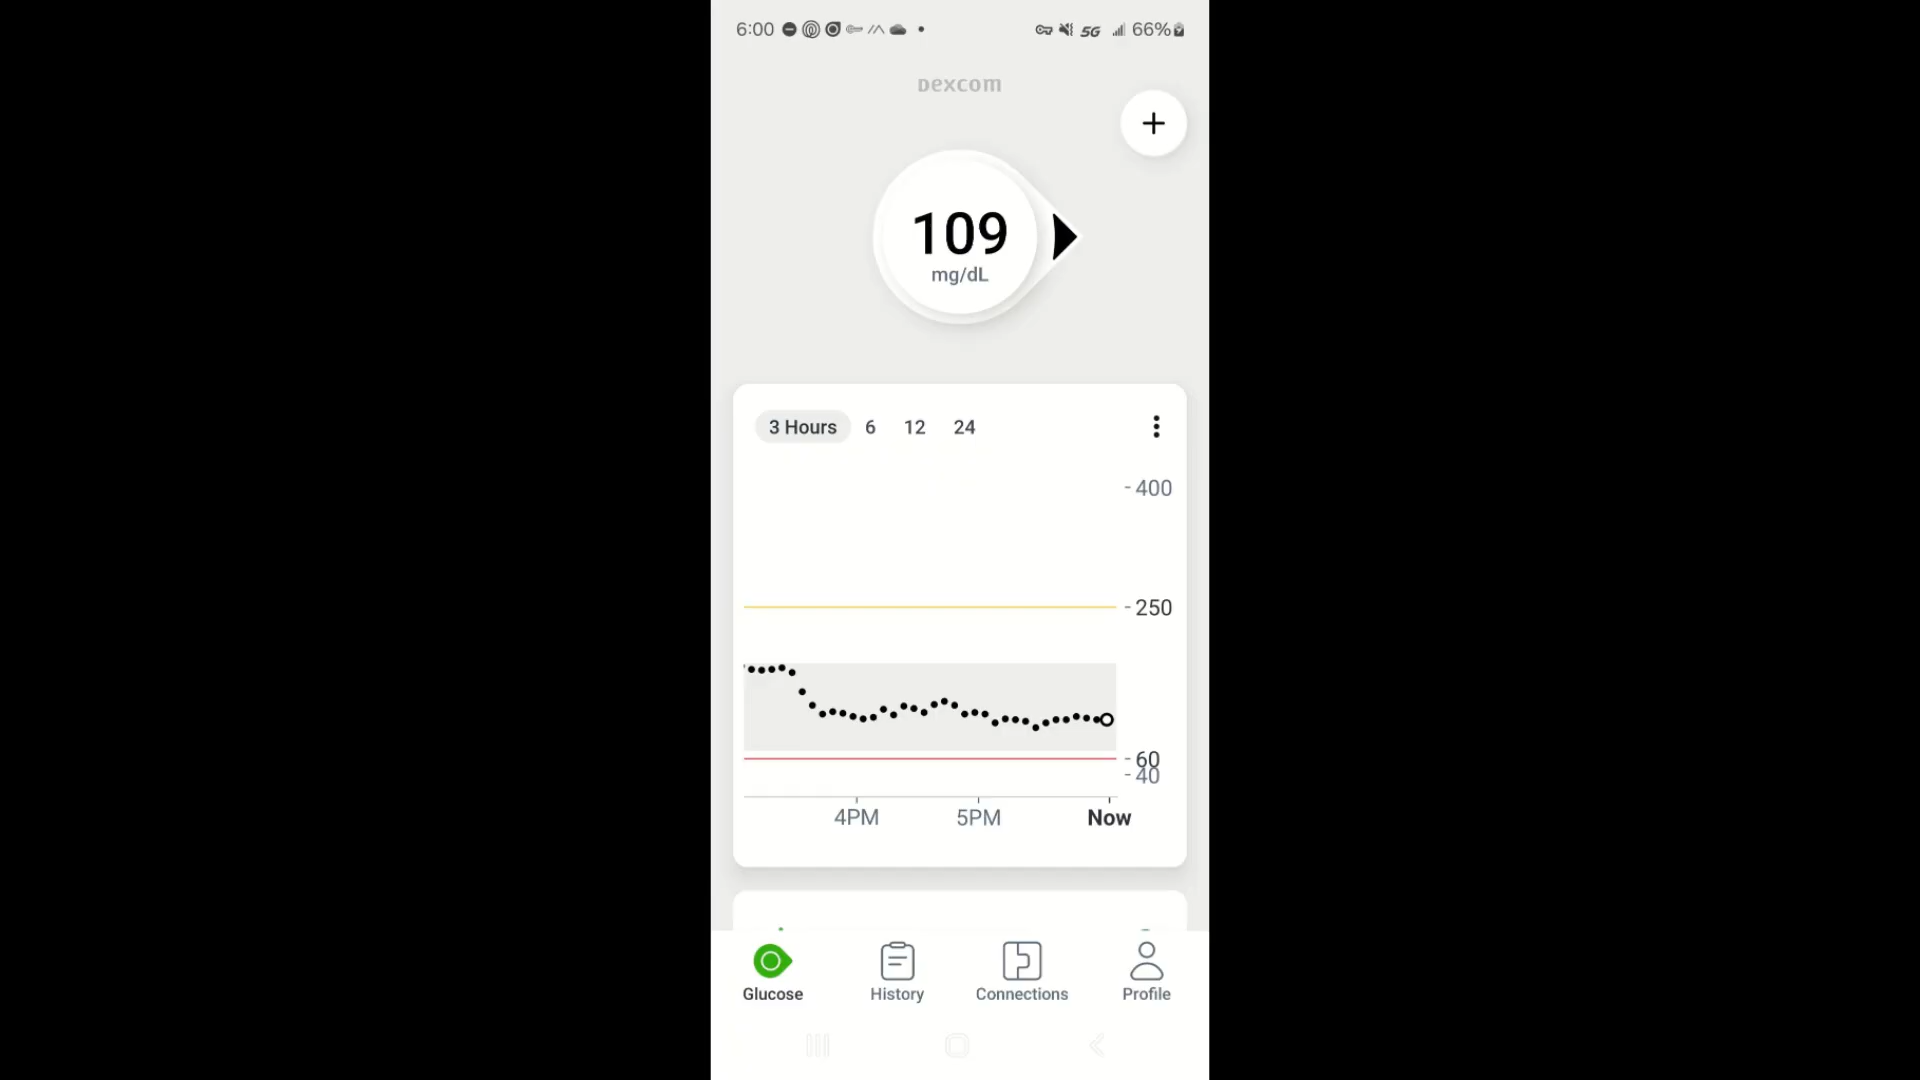 6:00 5G 66%
Dexcom
+
109
mg/dL
3 Hours 6 12 24
400
250
60
40
4PM 5PM Now
Glucose History Connections Profile